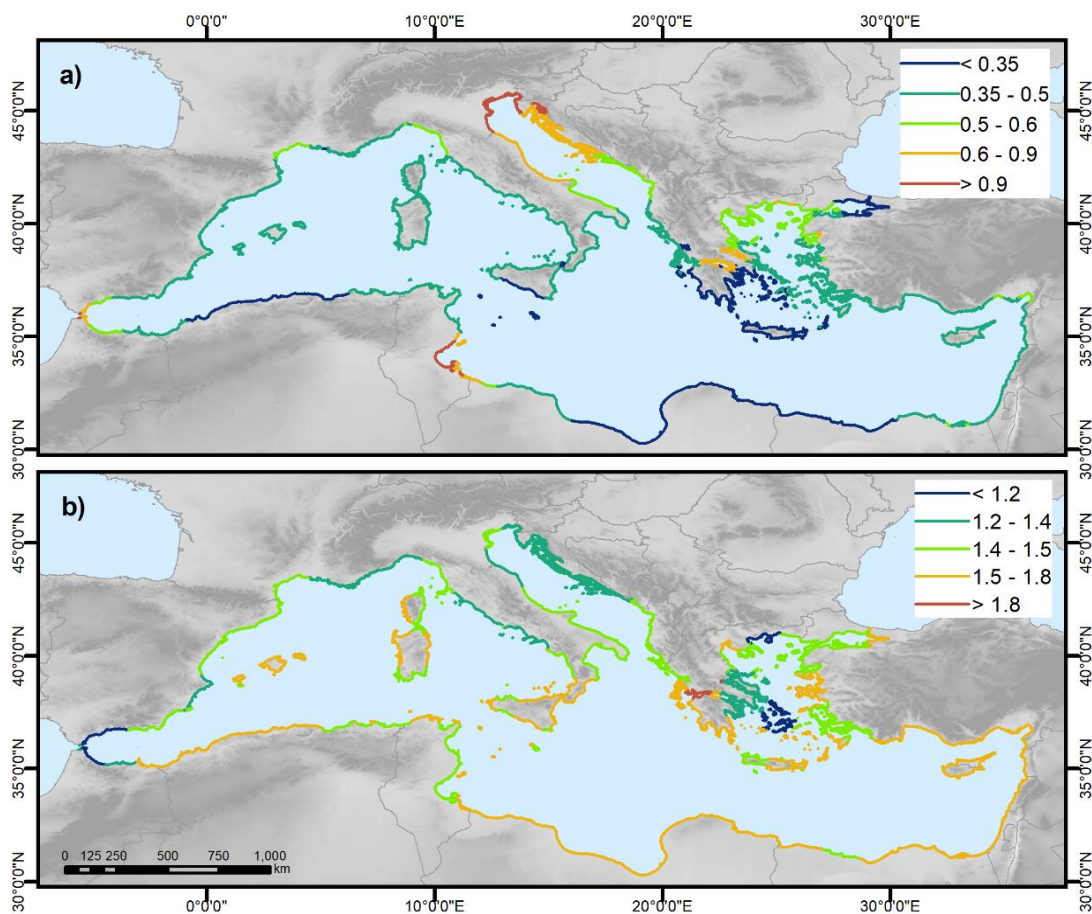 0°0'0"E 10°0'0"E 20°0'0"E 30°0'0"E
a)
< 0.35
0.35 - 0.5
0.5 - 0.6
0.6 - 0.9
> 0.9
45°0'0"N 45°0'0"N
40°0'0"N 40°0'0"N
35°0'0"N 35°0'0"N
30°0'0"N 30°0'0"N
b)
< 1.2
1.2 - 1.4
1.4 - 1.5
1.5 - 1.8
> 1.8
45°0'0"N 45°0'0"N
40°0'0"N 40°0'0"N
35°0'0"N 35°0'0"N
0 125 250 500 750 1,000
km
30°0'0"N 30°0'0"N
0°0'0"E 10°0'0"E 20°0'0"E 30°0'0"E